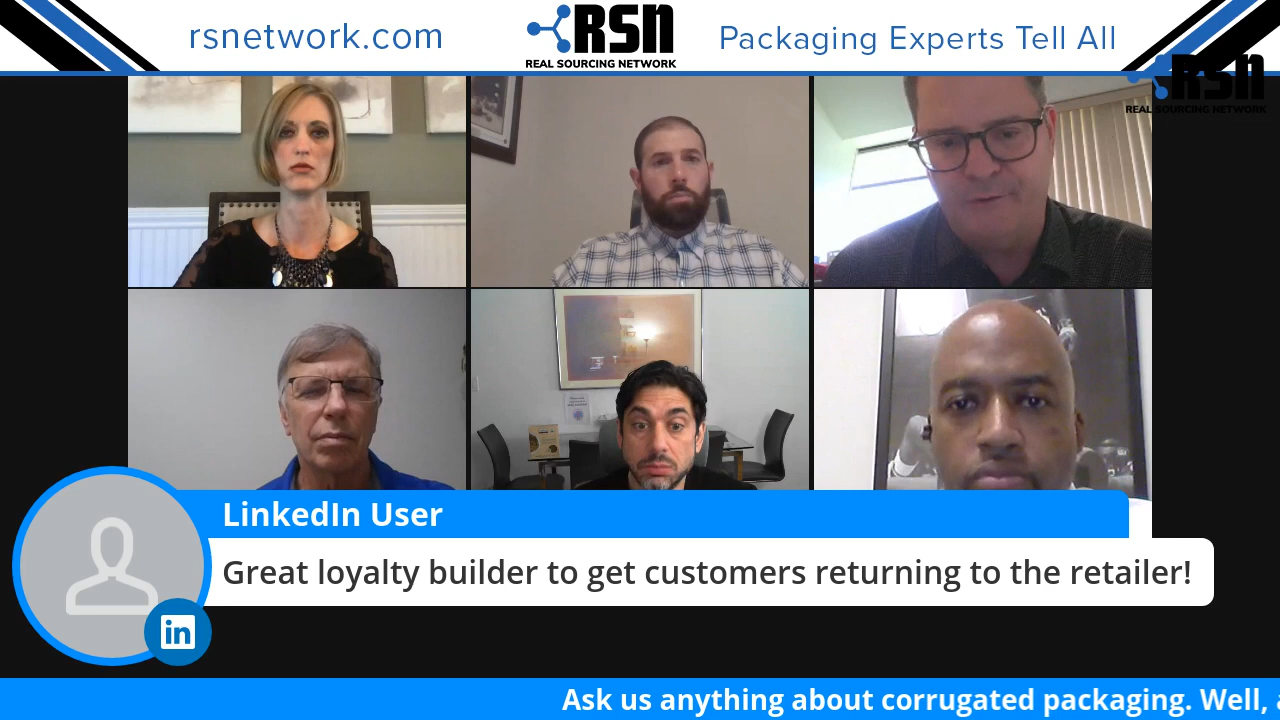 rsnetwork.com
RSN
REAL SOURCING NETWORK
Packaging Experts Tell All
RSN
REAL SOURCING NETWORK
LinkedIn User
Great loyalty builder to get customers returning to the retailer!
in
Ask us anything about corrugated packaging. Well,